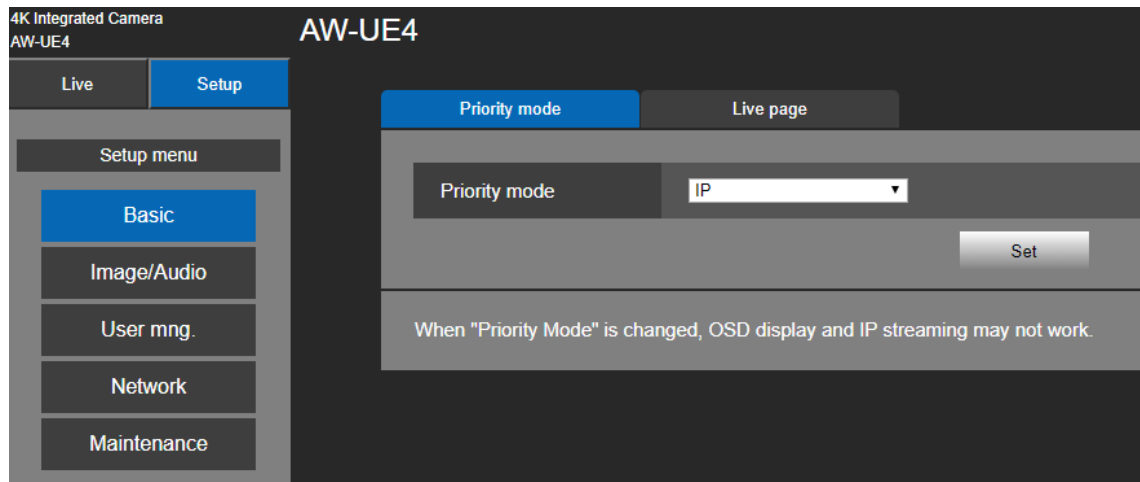 4K Integrated Camera
AW-UE4
AW-UE4
Live
Setup
Setup menu
Basic
Image/Audio
User mng.
Network
Maintenance
Priority mode
Live page
Priority mode
IP
Set
When "Priority Mode" is changed, OSD display and IP streaming may not work.